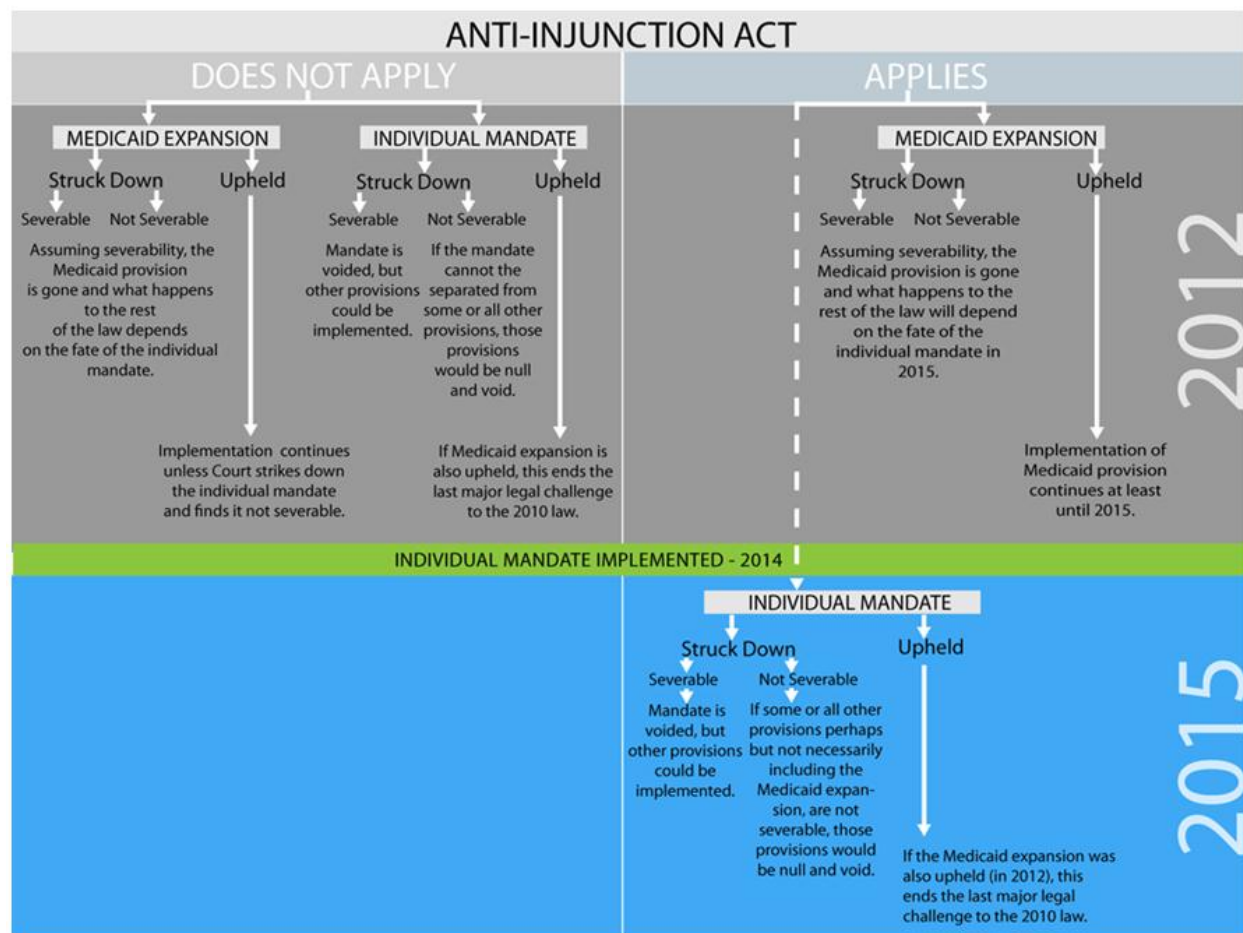 ANTI-INJUNCTION ACT
DOES NOT APPLY
APPLIES
MEDICAID EXPANSION
Struck Down
Upheld
Severable
Not Severable
Assuming severability, the
Medicaid provision
is gone and what happens
to the rest
of the law depends
on the fate of the individual
mandate.
Implementation continues
unless Court strikes down
the individual mandate
and finds it not severable.
INDIVIDUAL MANDATE
Struck Down
Upheld
Severable
Not Severable
Mandate is
voided, but
other provisions
could be
implemented.
If the mandate
cannot the
separated from
some or all other
provisions, those
provisions
would be null
and void.
If Medicaid expansion is
also upheld, this ends the
last major legal challenge
to the 2010 law.
MEDICAID EXPANSION
Struck Down
Upheld
Severable
Not Severable
Assuming severability, the
Medicaid provision is gone
and what happens to the
rest of the law will depend
on the fate of the
individual mandate in
2015.
Implementation of
Medicaid provision
continues at least
until 2015.
2012
INDIVIDUAL MANDATE IMPLEMENTED - 2014
INDIVIDUAL MANDATE
Struck Down
Upheld
Severable
Not Severable
Mandate is
voided, but
other provisions
could be
implemented.
If some or all other
provisions perhaps
but not necessarily
including the
Medicaid expan-
sion, are not
severable, those
provisions would
be null and void.
If the Medicaid expansion was
also upheld (in 2012), this
ends the last major legal
challenge to the 2010 law.
2015